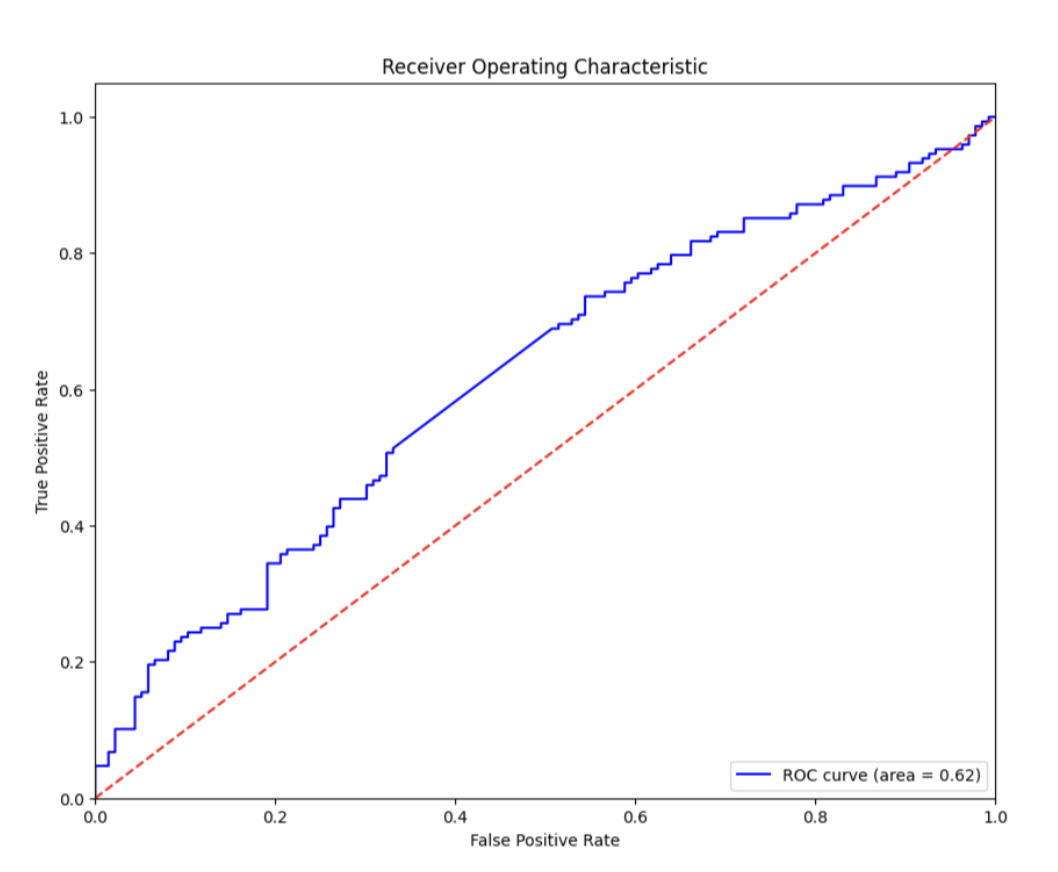 Receiver Operating Characteristic
1.0
0.8
0.6
0.4
0.2
0.0
True Positive Rate
0.0 0.2 0.4 0.6 0.8 1.0
False Positive Rate
ROC curve (area = 0.62)